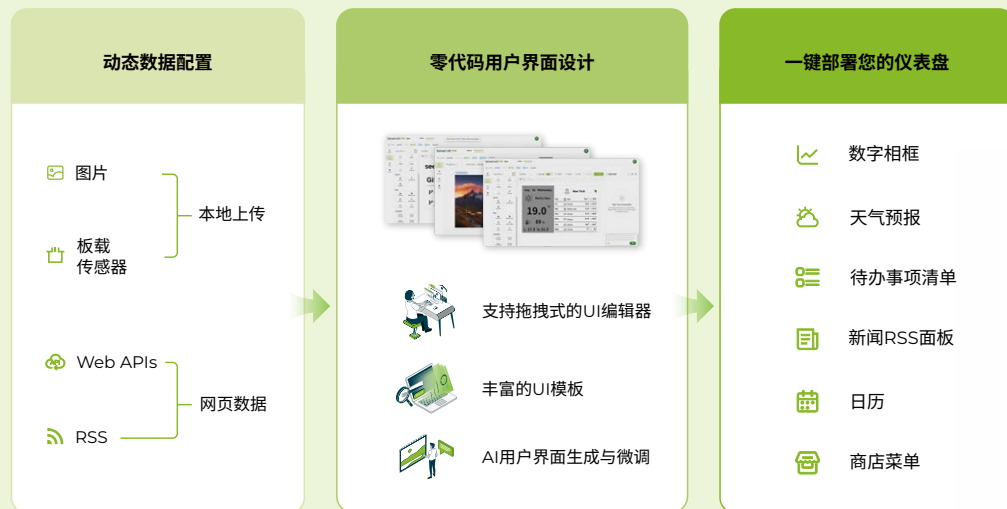 动态数据配置
图片
板载
传感器
本地上传
Web APIs
RSS
网页数据
零代码用户界面设计
19.0
支持拖拽式的UI编辑器
丰富的UI模板
AI用户界面生成与微调
一键部署您的仪表盘
数字相框
天气预报
待办事项清单
新闻RSS面板
日历
商店菜单